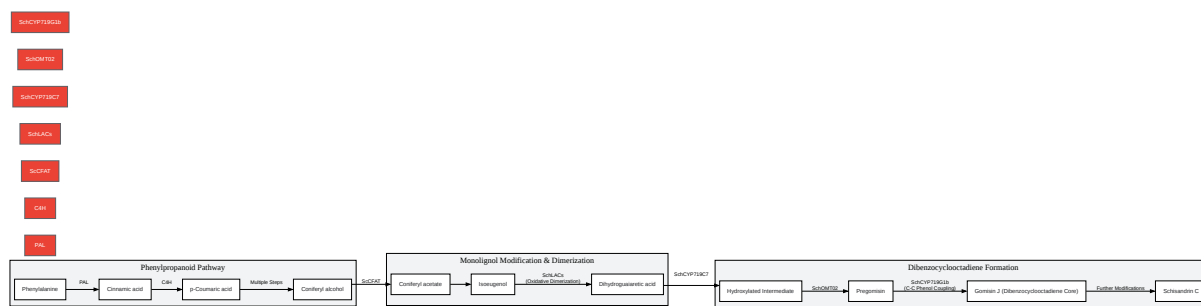 SchCYP719G1b
SchOMT02
SchCYP719C7
SchLACs
ScCFAT
C4H
PAL
Phenylpropanoid Pathway
Phenylalanine
PAL
Cinnamic acid
C4H
p-Coumaric acid
Multiple Steps
Coniferyl alcohol
ScCFAT
Monolignol Modification & Dimerization
Coniferyl acetate
Isoeugenol
SchLACs
(Oxidative Dimerization)
Dihydroguaiaretic acid
SchCYP719C7
Dibenzocyclooctadiene Formation
Hydroxylated Intermediate
SchOMT02
Pregomisin
SchCYP719G1b
(C-C Phenol Coupling)
Gomisin J (Dibenzocyclooctadiene Core)
Further Modifications
Schisandrin C